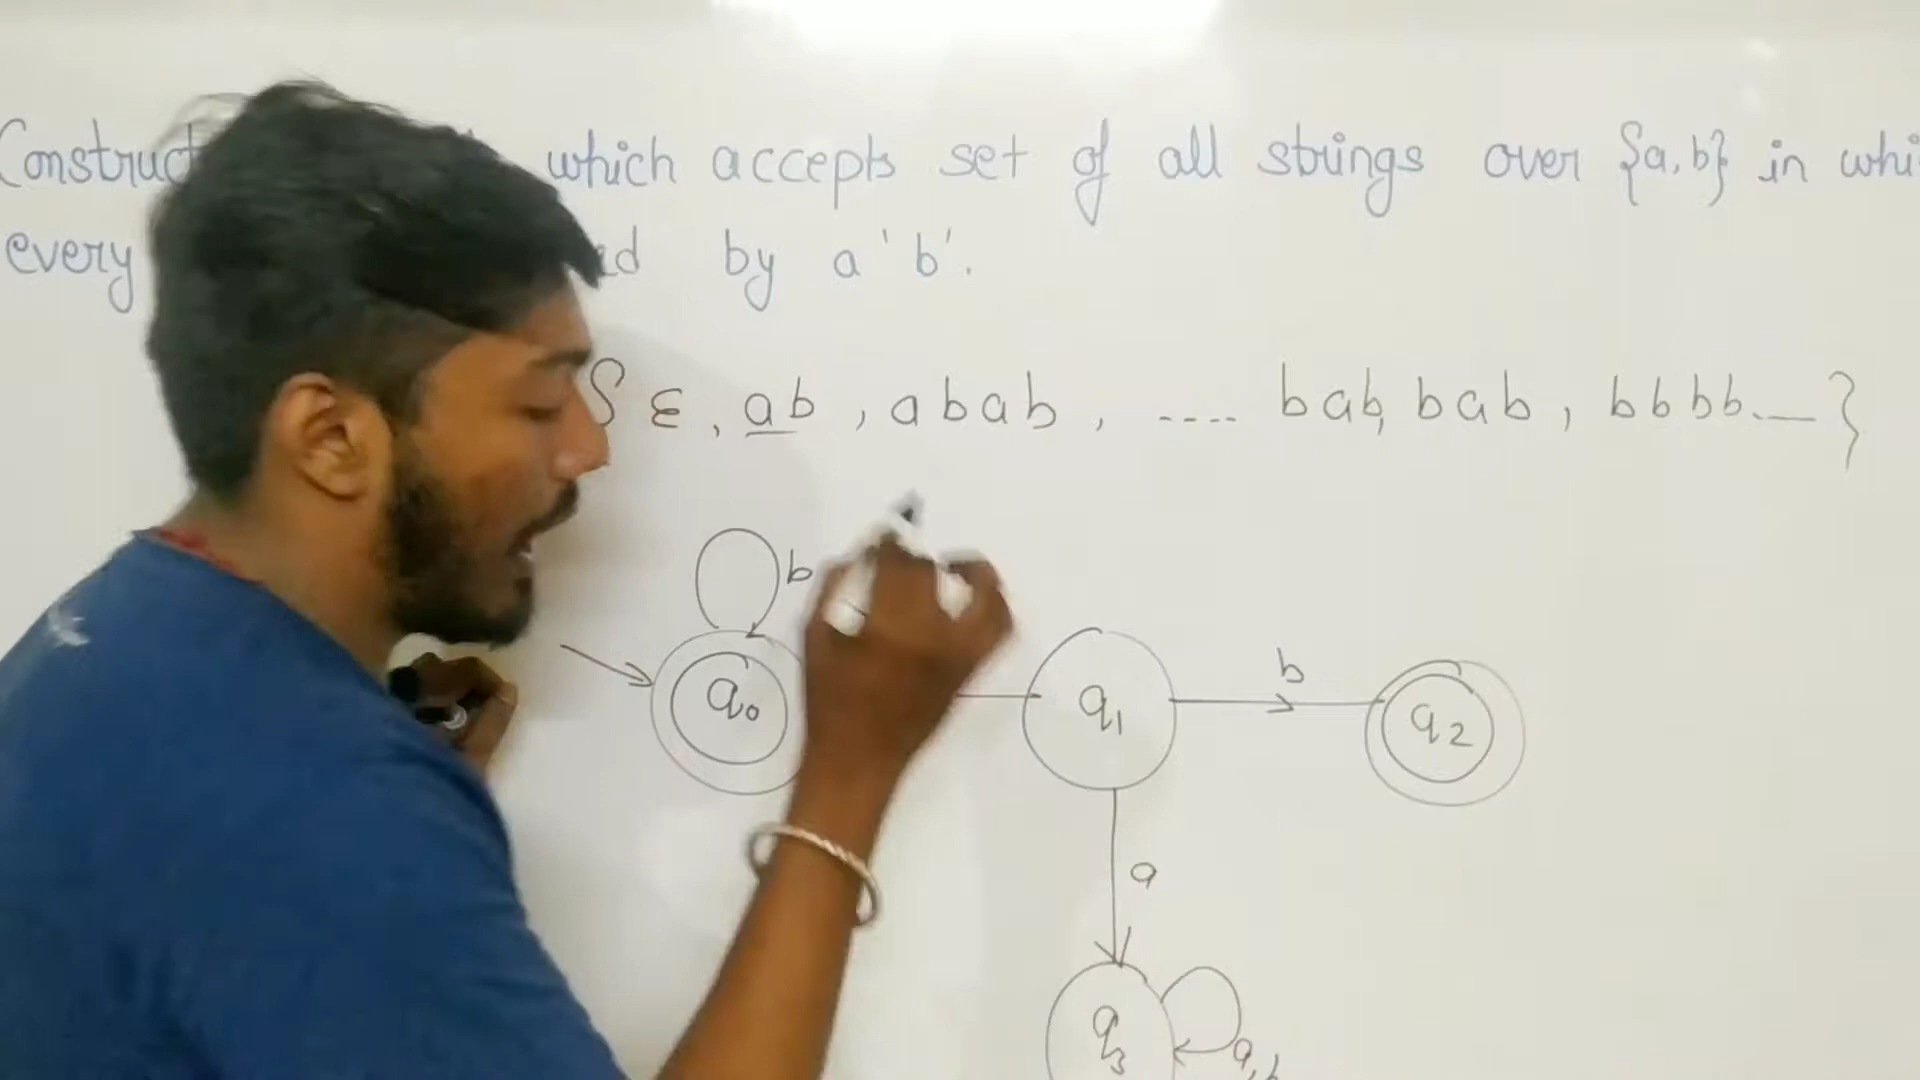 Construct which accepts set of all strings over {a,b} in
every by a 'b'.
{ ε, ab, abab, .... bab, bab, bbbb.— }
b
q0
q1
b
q2
a
q3
a,b